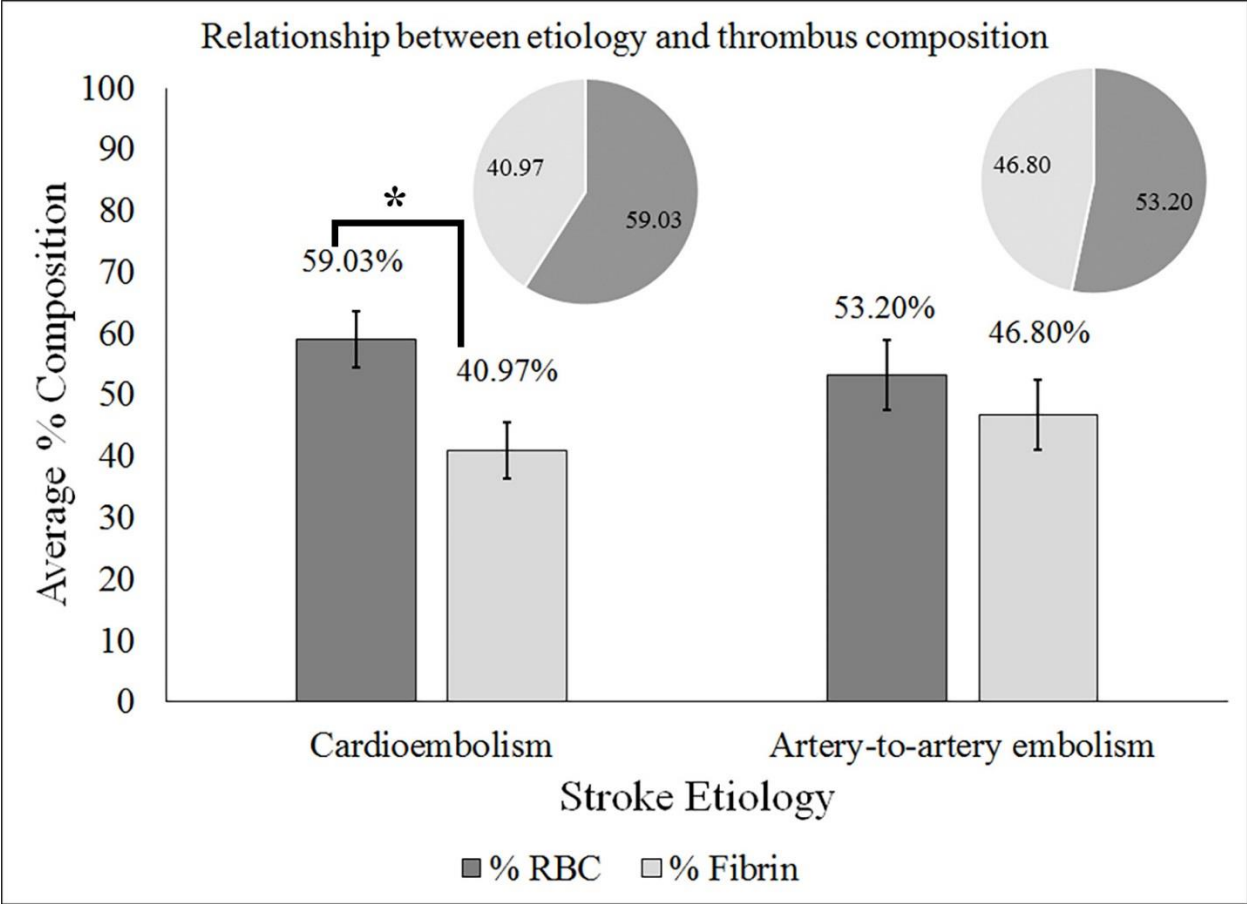 Relationship between etiology and thrombus composition
100
90
80
70
60
50
40
30
20
10
0
Average % Composition
*
59.03%
40.97%
40.97
59.03
53.20%
46.80%
46.80
53.20
Cardioembolism
Artery-to-artery embolism
Stroke Etiology
% RBC
% Fibrin